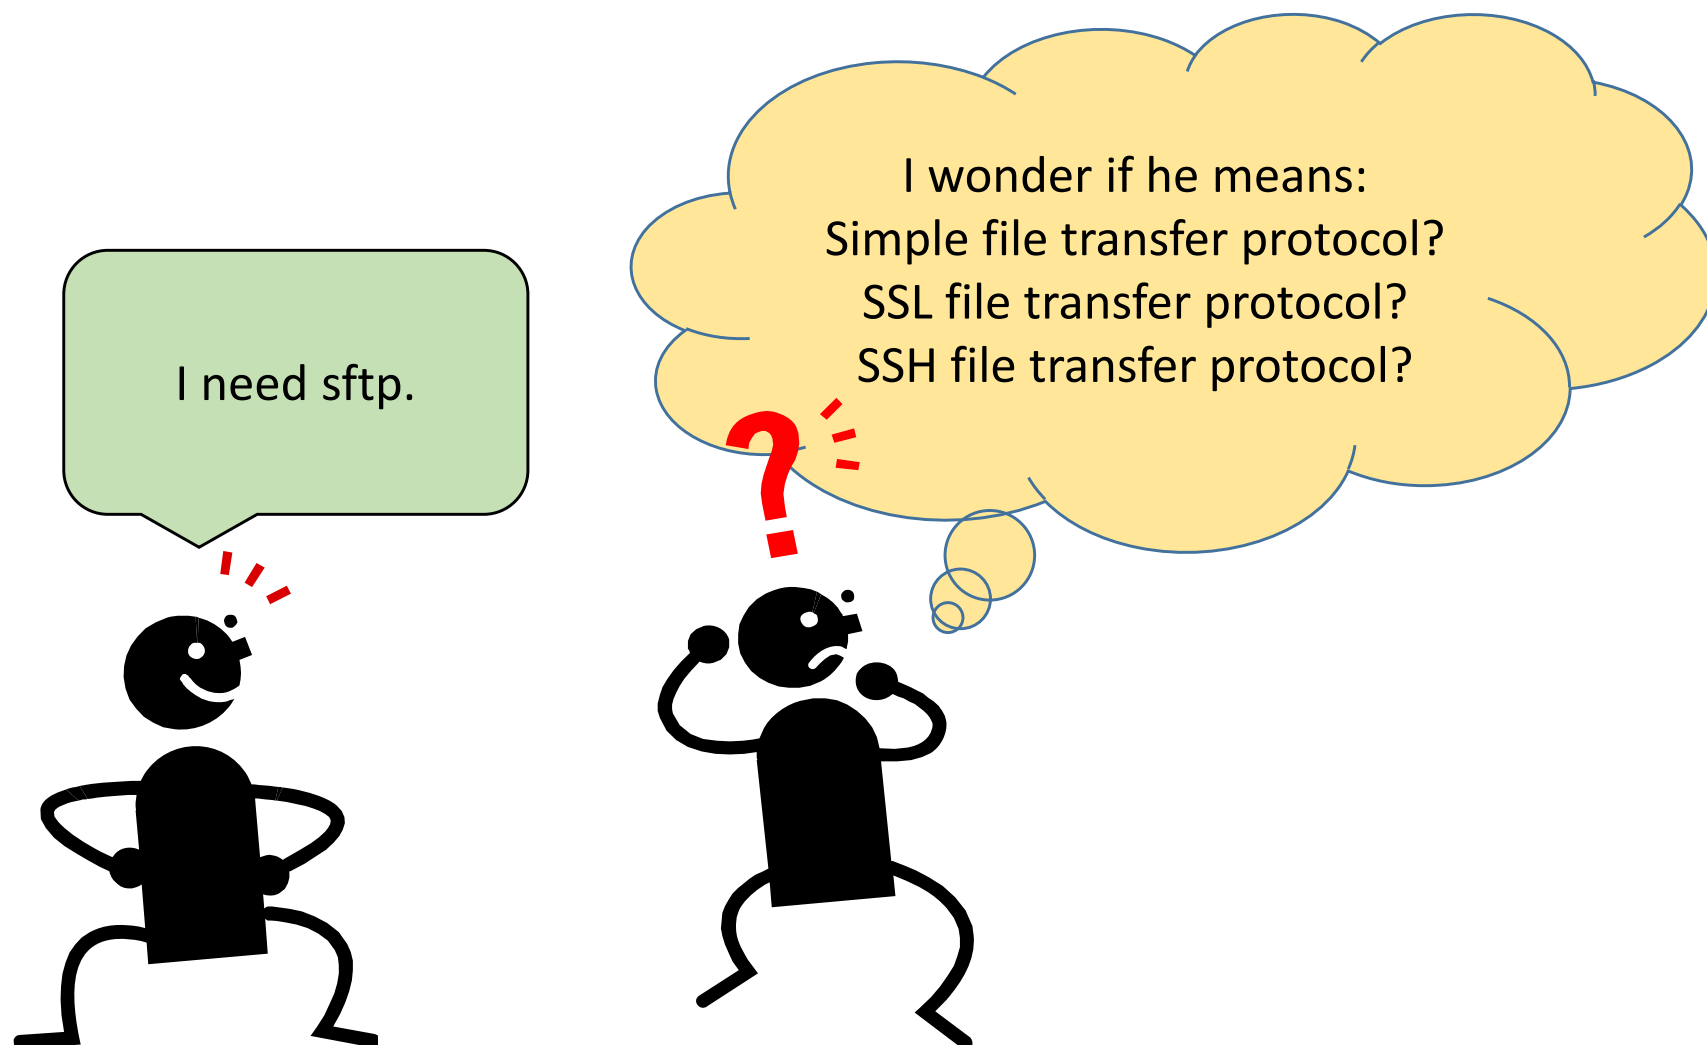 I need sftp.
I wonder if he means:
Simple file transfer protocol?
SSL file transfer protocol?
SSH file transfer protocol?
?